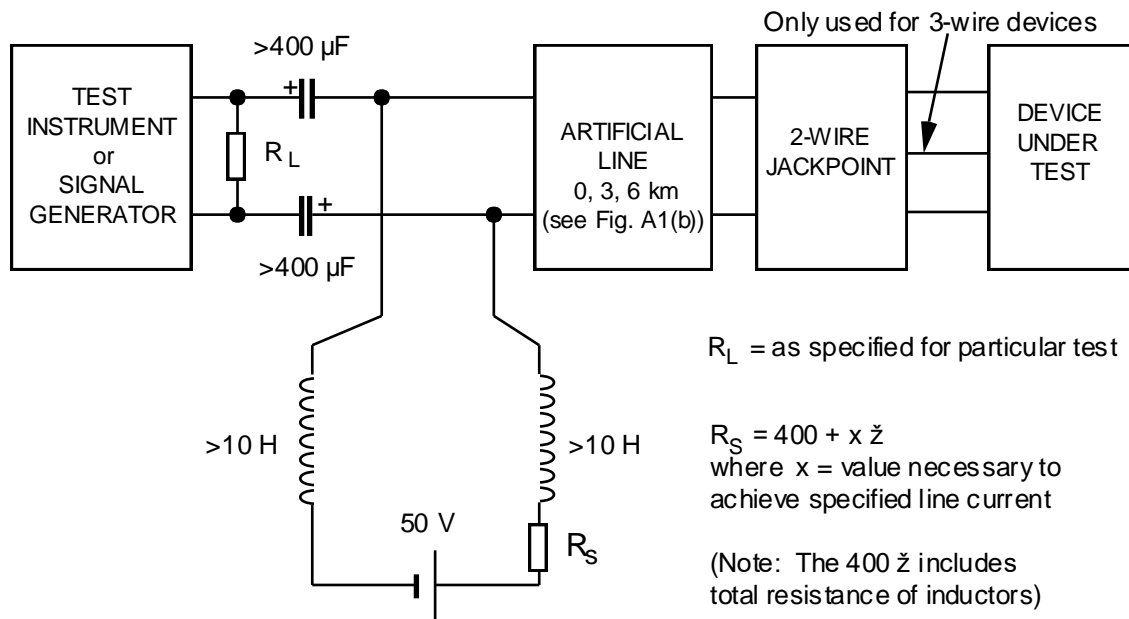 Only used for 3-wire devices
>400 µF
+
TEST
INSTRUMENT
or
SIGNAL
GENERATOR
R L
+
>400 µF
ARTIFICIAL
LINE
0, 3, 6 km
(see Fig. A1(b))
2-WIRE
JACKPOINT
DEVICE
UNDER
TEST
>10 H
>10 H
50 V
R S
R L = as specified for particular test
R S = 400 + x ž
where x = value necessary to
achieve specified line current
(Note: The 400 ž includes
total resistance of inductors)